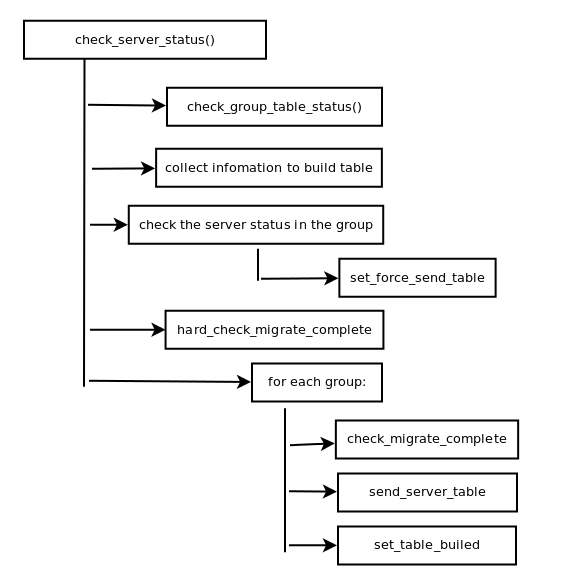 check_server_status()
check_group_table_status()
collect infomation to build table
check the server status in the group
set_force_send_table
hard_check_migrate_complete
for each group:
check_migrate_complete
send_server_table
set_table_builed